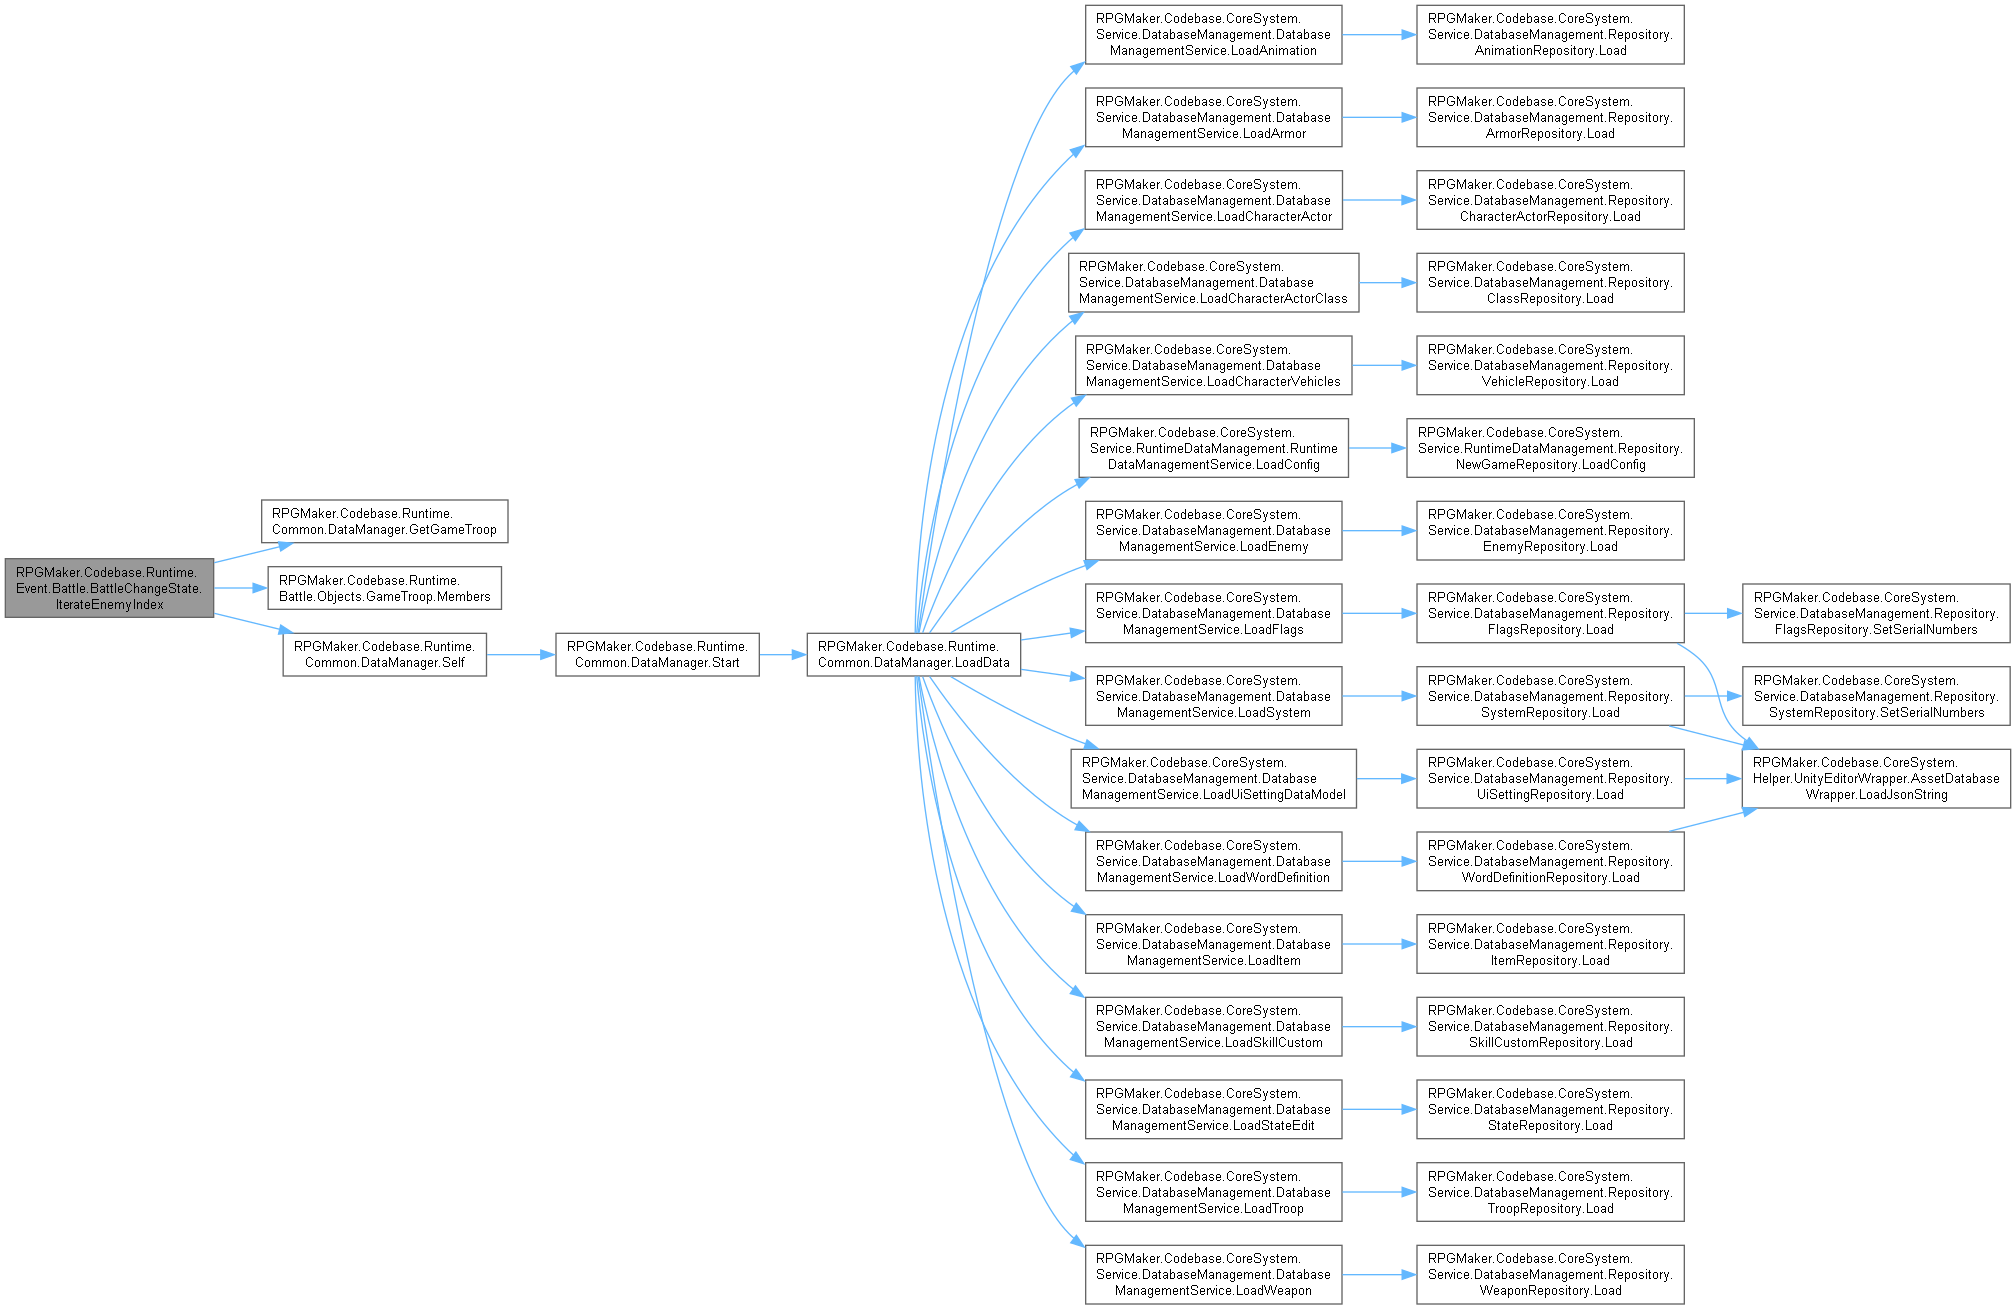 RPGMaker.Codebase.Runtime.
Event.Battle.BattleChangeState.
IterateEnemyIndex
RPGMaker.Codebase.Runtime.
Common.DataManager.GetGameTroop
RPGMaker.Codebase.Runtime.
Battle.Objects.GameTroop.Members
RPGMaker.Codebase.Runtime.
Common.DataManager.Self
RPGMaker.Codebase.Runtime.
Common.DataManager.Start
RPGMaker.Codebase.Runtime.
Common.DataManager.LoadData
RPGMaker.Codebase.CoreSystem.
Service.DatabaseManagement.Database
ManagementService.LoadAnimation
RPGMaker.Codebase.CoreSystem.
Service.DatabaseManagement.Repository.
AnimationRepository.Load
RPGMaker.Codebase.CoreSystem.
Service.DatabaseManagement.Database
ManagementService.LoadArmor
RPGMaker.Codebase.CoreSystem.
Service.DatabaseManagement.Repository.
ArmorRepository.Load
RPGMaker.Codebase.CoreSystem.
Service.DatabaseManagement.Database
ManagementService.LoadCharacterActor
RPGMaker.Codebase.CoreSystem.
Service.DatabaseManagement.Repository.
CharacterActorRepository.Load
RPGMaker.Codebase.CoreSystem.
Service.DatabaseManagement.Database
ManagementService.LoadCharacterActorClass
RPGMaker.Codebase.CoreSystem.
Service.DatabaseManagement.Repository.
ClassRepository.Load
RPGMaker.Codebase.CoreSystem.
Service.DatabaseManagement.Database
ManagementService.LoadCharacterVehicles
RPGMaker.Codebase.CoreSystem.
Service.DatabaseManagement.Repository.
VehicleRepository.Load
RPGMaker.Codebase.CoreSystem.
Service.RuntimeDataManagement.Runtime
DataManagementService.LoadConfig
RPGMaker.Codebase.CoreSystem.
Service.RuntimeDataManagement.Repository.
NewGameRepository.LoadConfig
RPGMaker.Codebase.CoreSystem.
Service.DatabaseManagement.Database
ManagementService.LoadEnemy
RPGMaker.Codebase.CoreSystem.
Service.DatabaseManagement.Repository.
EnemyRepository.Load
RPGMaker.Codebase.CoreSystem.
Service.DatabaseManagement.Database
ManagementService.LoadFlags
RPGMaker.Codebase.CoreSystem.
Service.DatabaseManagement.Repository.
FlagsRepository.Load
RPGMaker.Codebase.CoreSystem.
Service.DatabaseManagement.Repository.
FlagsRepository.SetSerialNumbers
RPGMaker.Codebase.CoreSystem.
Service.DatabaseManagement.Database
ManagementService.LoadSystem
RPGMaker.Codebase.CoreSystem.
Service.DatabaseManagement.Repository.
SystemRepository.Load
RPGMaker.Codebase.CoreSystem.
Service.DatabaseManagement.Repository.
SystemRepository.SetSerialNumbers
RPGMaker.Codebase.CoreSystem.
Service.DatabaseManagement.Database
ManagementService.LoadUiSettingDataModel
RPGMaker.Codebase.CoreSystem.
Service.DatabaseManagement.Repository.
UiSettingRepository.Load
RPGMaker.Codebase.CoreSystem.
Helper.UnityEditorWrapper.AssetDatabase
Wrapper.LoadJsonString
RPGMaker.Codebase.CoreSystem.
Service.DatabaseManagement.Database
ManagementService.LoadWordDefinition
RPGMaker.Codebase.CoreSystem.
Service.DatabaseManagement.Repository.
WordDefinitionRepository.Load
RPGMaker.Codebase.CoreSystem.
Service.DatabaseManagement.Database
ManagementService.LoadItem
RPGMaker.Codebase.CoreSystem.
Service.DatabaseManagement.Repository.
ItemRepository.Load
RPGMaker.Codebase.CoreSystem.
Service.DatabaseManagement.Database
ManagementService.LoadSkillCustom
RPGMaker.Codebase.CoreSystem.
Service.DatabaseManagement.Repository.
SkillCustomRepository.Load
RPGMaker.Codebase.CoreSystem.
Service.DatabaseManagement.Database
ManagementService.LoadStateEdit
RPGMaker.Codebase.CoreSystem.
Service.DatabaseManagement.Repository.
StateRepository.Load
RPGMaker.Codebase.CoreSystem.
Service.DatabaseManagement.Database
ManagementService.LoadTroop
RPGMaker.Codebase.CoreSystem.
Service.DatabaseManagement.Repository.
TroopRepository.Load
RPGMaker.Codebase.CoreSystem.
Service.DatabaseManagement.Database
ManagementService.LoadWeapon
RPGMaker.Codebase.CoreSystem.
Service.DatabaseManagement.Repository.
WeaponRepository.Load